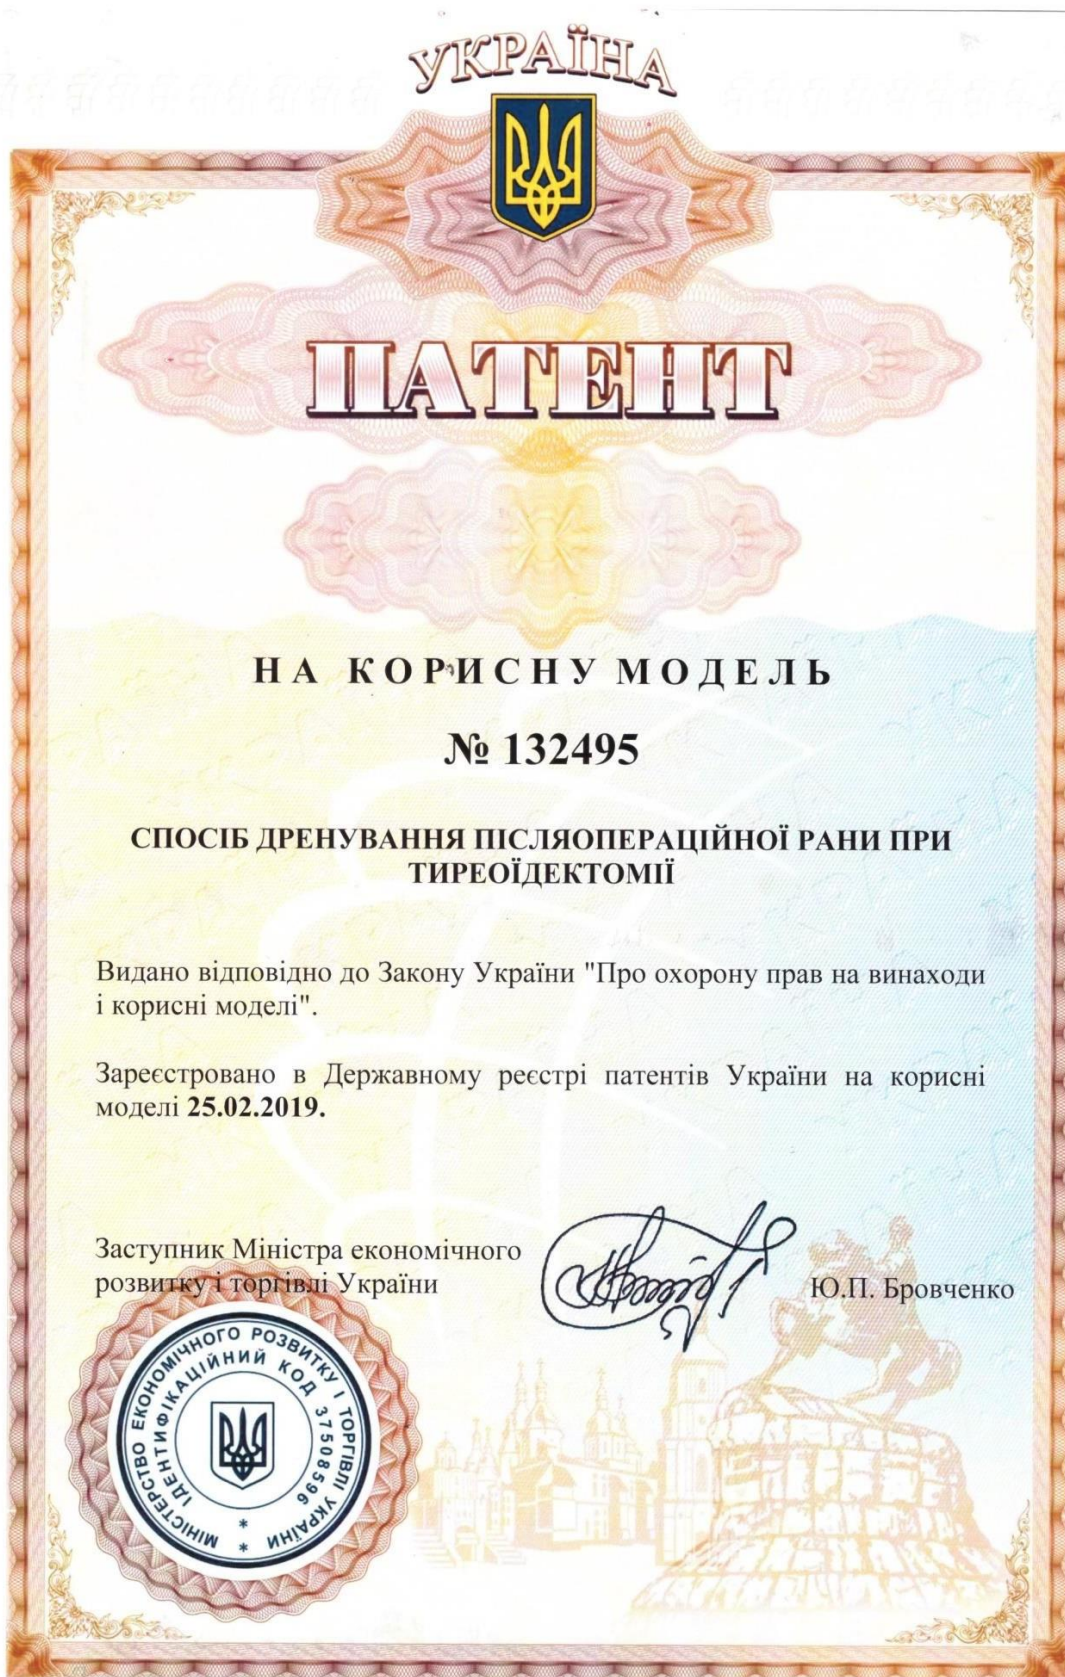 УКРАЇНА
ПАТЕНТ
НА КОРИСНУ МОДЕЛЬ
№ 132495
СПОСІБ ДРЕНУВАННЯ ПІСЛЯОПЕРАЦІЙНОЇ РАНИ ПРИ
ТИРЕОЇДЕКТОМІЇ
Видано відповідно до Закону України "Про охорону прав на винаходи
і корисні моделі".
Зареєстровано в Державному реєстрі патентів України на корисні
моделі 25.02.2019.
Заступник Міністра економічного
розвитку і торгівлі України
Ю.П. Бровченко
МІНІСТЕРСТВО ЕКОНОМІЧНОГО РОЗВИТКУ І ТОРГІВЛІ УКРАЇНИ *
ІДЕНТИФІКАЦІЙНИЙ КОД 37508596 *